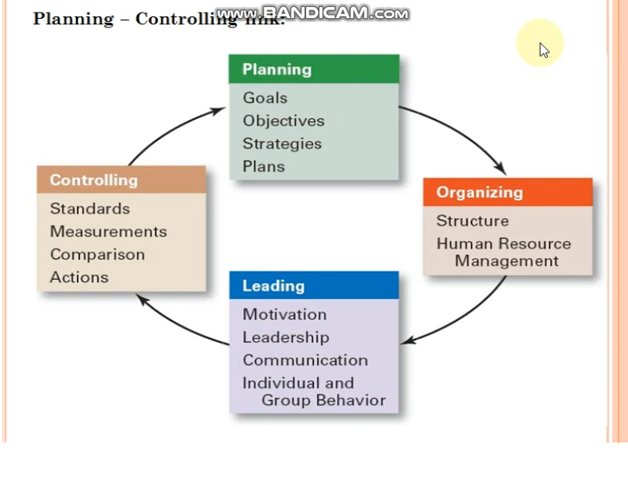 www.BANDICAM.com
Planning – Controlling link:
Planning
Goals
Objectives
Strategies
Plans
Organizing
Structure
Human Resource
Management
Leading
Motivation
Leadership
Communication
Individual and
Group Behavior
Controlling
Standards
Measurements
Comparison
Actions